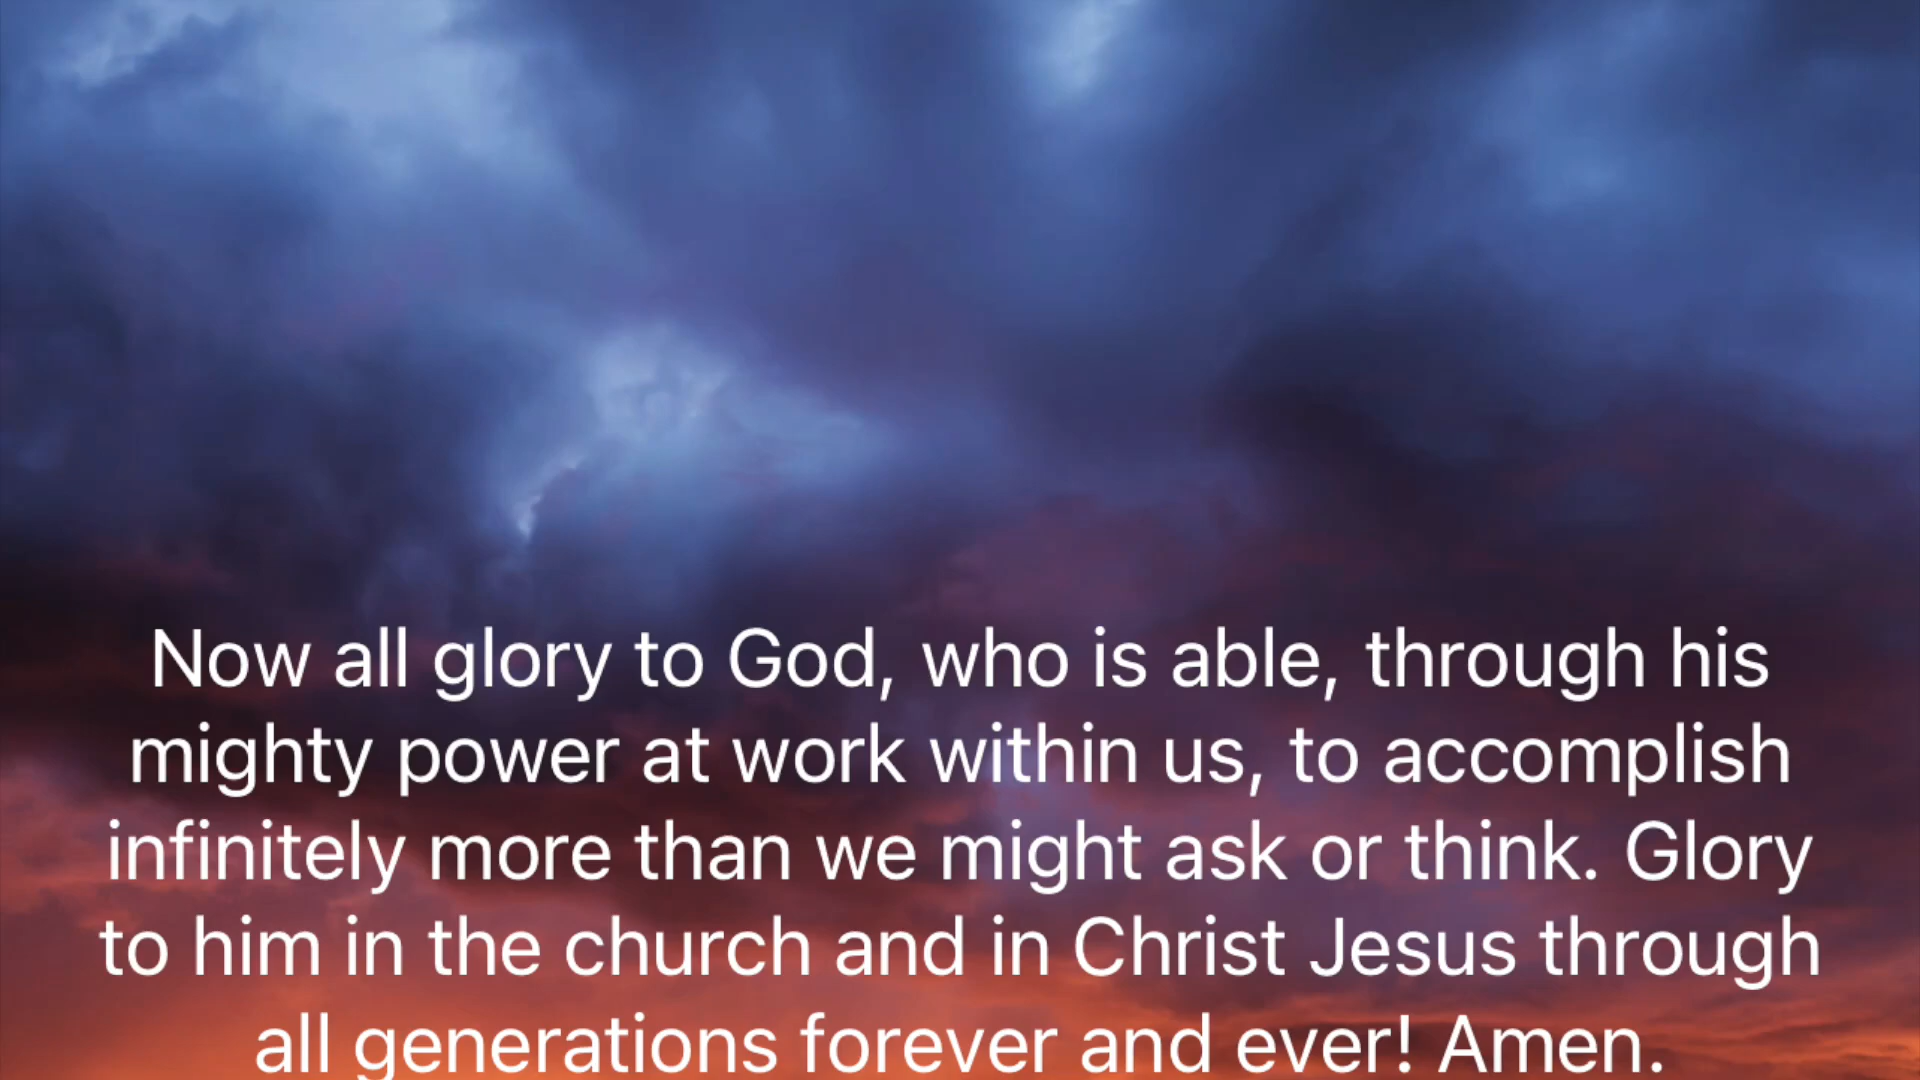 Now all glory to God, who is able, through his
mighty power at work within us, to accomplish
infinitely more than we might ask or think. Glory
to him in the church and in Christ Jesus through
all generations forever and ever! Amen.